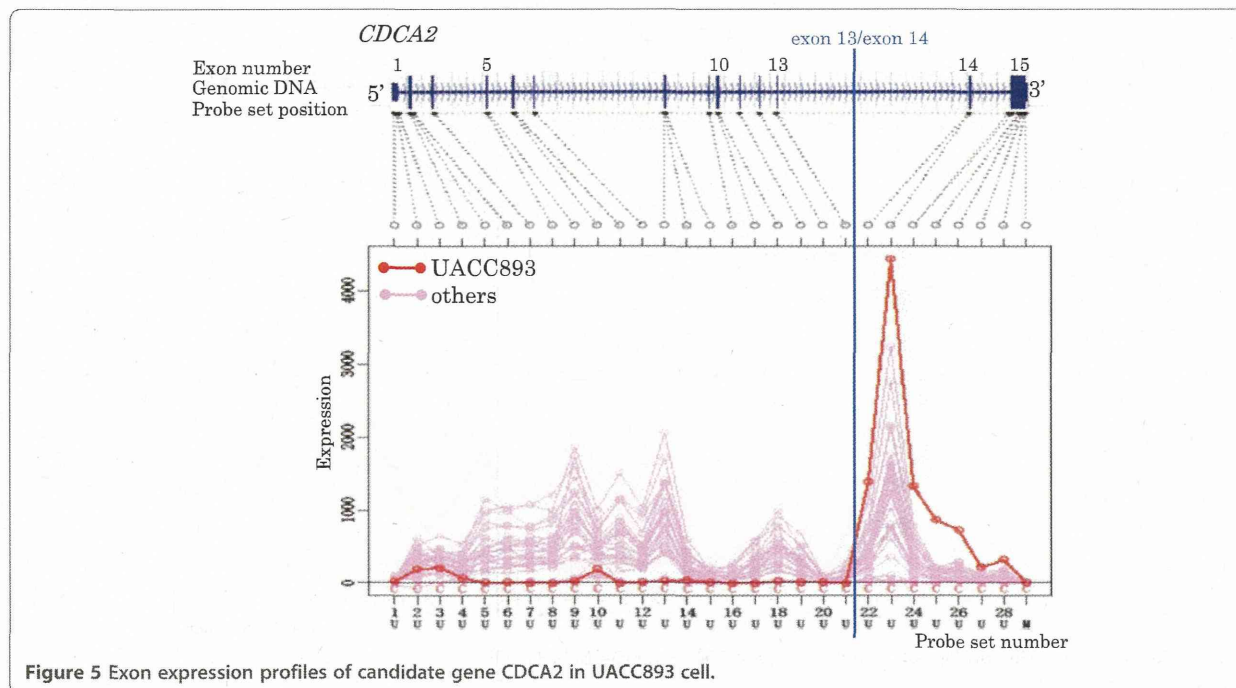 CDCA2
exon 13/exon 14
Exon number 1 5 10 13 14 15
Genomic DNA
5' 3'
Probe set position
UACC893
others
Expression
4000
3000
2000
1000
0
1 2 3 4 5 6 7 8 9 10 12 14 16 18 20 22 24 26 28
Probe set number
Figure 5 Exon expression profiles of candidate gene CDCA2 in UACC893 cell.